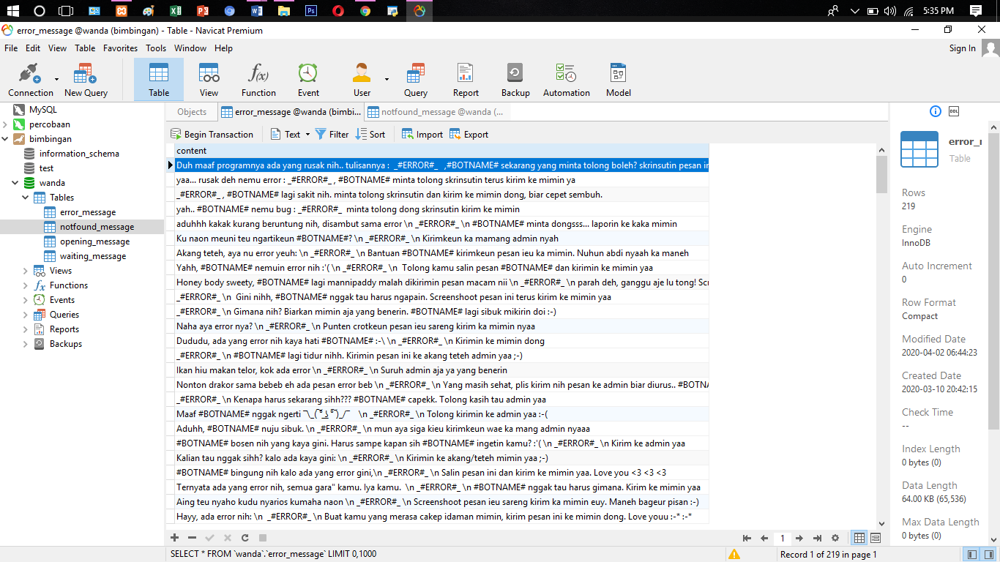 5:35 PM
error_message @wanda (bimbingan) - Table - Navicat Premium
File Edit View Table Favorites Tools Window Help
Sign In
Connection New Query Table View Function Event User Query Report Backup Automation Model
MySQL
percobaan
bimbingan
information_schema
test
wanda
Tables
error_message
notfound_message
opening_message
waiting_message
Views
Functions
Events
Queries
Reports
Backups
Objects error_message @wanda (bimbi... notfound_message @wanda (...
Begin Transaction Text Filter Sort Import Export
content
Duh maaf programnya ada yang rusak nih.. tulisannya : _#ERROR#_ ,#BOTNAME# sekarang yang minta tolong boleh? skrinsutin pesan in
yaa... rusak deh nemu error : _#ERROR#_ , #BOTNAME# minta tolong skrinsutin terus kirim ke mimin ya
_#ERROR#_ , #BOTNAME# lagi sakit nih. minta tolong skrinsutin dan kirim ke mimin dong, biar cepet sembuh.
yah.. #BOTNAME# nemu bug : _#ERROR#_ minta tolong dong skrinsutin kirim ke mimin
aduhhh kakak kurang beruntung nih, disambut sama error \n _#ERROR#_ \n #BOTNAME# minta dongsss... laporin ke kaka mimin
Ku naon meuni teu ngartikeun #BOTNAME#? \n _#ERROR#_ \n Kirimkeun ka mamang admin nyah
Akang teteh, aya nu error yeuh: \n _#ERROR#_ \n Bantuan #BOTNAME# kirimkeun pesan ieu ka mimin. Nuhun abdi nyaah ka maneh
Yahh, #BOTNAME# nemuin error nih :'( \n _#ERROR#_ \n Tolong kamu salin pesan #BOTNAME# dan kirimin ke mimin yaa
Honey body sweety, #BOTNAME# lagi mannipaddy malah dikirimin pesan macam nii \n _#ERROR#_ \n parah deh, ganggu aje lu tong! Scr
_#ERROR#_ \n Gini nihh, #BOTNAME# nggak tau harus ngapain. Screenshoot pesan ini terus kirim ke mimin yaa
_#ERROR#_ \n Gimana nih? Biarkan mimin aja yang benerin. #BOTNAME# lagi sibuk mikirin doi :-)
Naha aya error nya? \n _#ERROR#_ \n Punten crotkeun pesan ieu sareng kirim ka mimin nyaa
Dududu, ada yang error nih kaya hati #BOTNAME# :-\ \n _#ERROR#_ \n Kirimin ke mimin dong
_#ERROR#_ \n #BOTNAME# lagi tidur nihh. Kirimin pesan ini ke akang teteh admin yaa ;-)
Ikan hiu makan telor, kok ada error \n _#ERROR#_ \n Suruh admin aja ya yang benerin
Nonton drakor sama bebeb eh ada pesan error beb \n _#ERROR#_ \n Yang masih sehat, plis kirim nih pesan ke admin biar diurus.. #BOTNA
_#ERROR#_ \n Kenapa harus sekarang sihh??? #BOTNAME# capekk. Tolong kasih tau admin yaa
Maaf #BOTNAME# nggak ngerti ¯\_( ͡° ͜ʖ ͡°)_/¯ \n _#ERROR#_ \n Tolong kirimin ke admin yaa :-(
Aduhh, #BOTNAME# nuju sibuk. \n _#ERROR#_ \n mun aya siga kieu kirimkeun wae ka mang admin nyaaa
#BOTNAME# bosen nih yang kaya gini. Harus sampe kapan sih #BOTNAME# ingetin kamu? :'( \n _#ERROR#_ \n Kirim ke admin yaa
Kalian tau nggak sihh? kalo ada kaya gini: \n _#ERROR#_ \n Kirimin ke akang/teteh mimin yaa ;-)
#BOTNAME# bingung nih kalo ada yang error gini,\n _#ERROR#_ \n Salin pesan ini dan kirim ke mimin yaa. Love you <3 <3 <3
Ternyata ada yang error nih, semua gara" kamu. Iya kamu. \n _#ERROR#_ \n #BOTNAME# nggak tau harus gimana. Kirim ke mimin yaa
Aing teu nyaho kudu nyarios kumaha naon \n _#ERROR#_ \n Screenshoot pesan ieu sareng kirim ka mimin euy. Maneh bageur pisan :-)
Hayy, ada error nih: \n _#ERROR#_ \n Buat kamu yang merasa cakep idaman mimin, kirim pesan ini ke mimin dong. Love youu :-* :-*
1
SELECT * FROM `wanda`.`error_message` LIMIT 0,1000
Record 1 of 219 in page 1
DDL
error_r
Table
Rows
219
Engine
InnoDB
Auto Increment
0
Row Format
Compact
Modified Date
2020-04-02 06:44:23
Created Date
2020-03-10 20:42:15
Check Time
--
Index Length
0 bytes (0)
Data Length
64.00 KB (65,536)
Max Data Length
0 bytes (0)